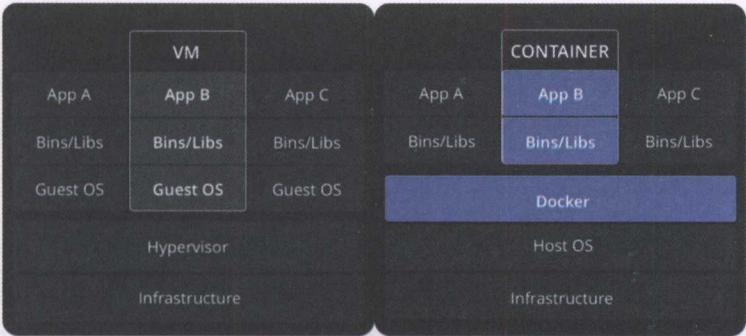 VM
App A App B App C
Bins/Libs Bins/Libs Bins/Libs
Guest OS Guest OS Guest OS
Hypervisor
Infrastructure
CONTAINER
App A App B App C
Bins/Libs Bins/Libs Bins/Libs
Docker
Host OS
Infrastructure